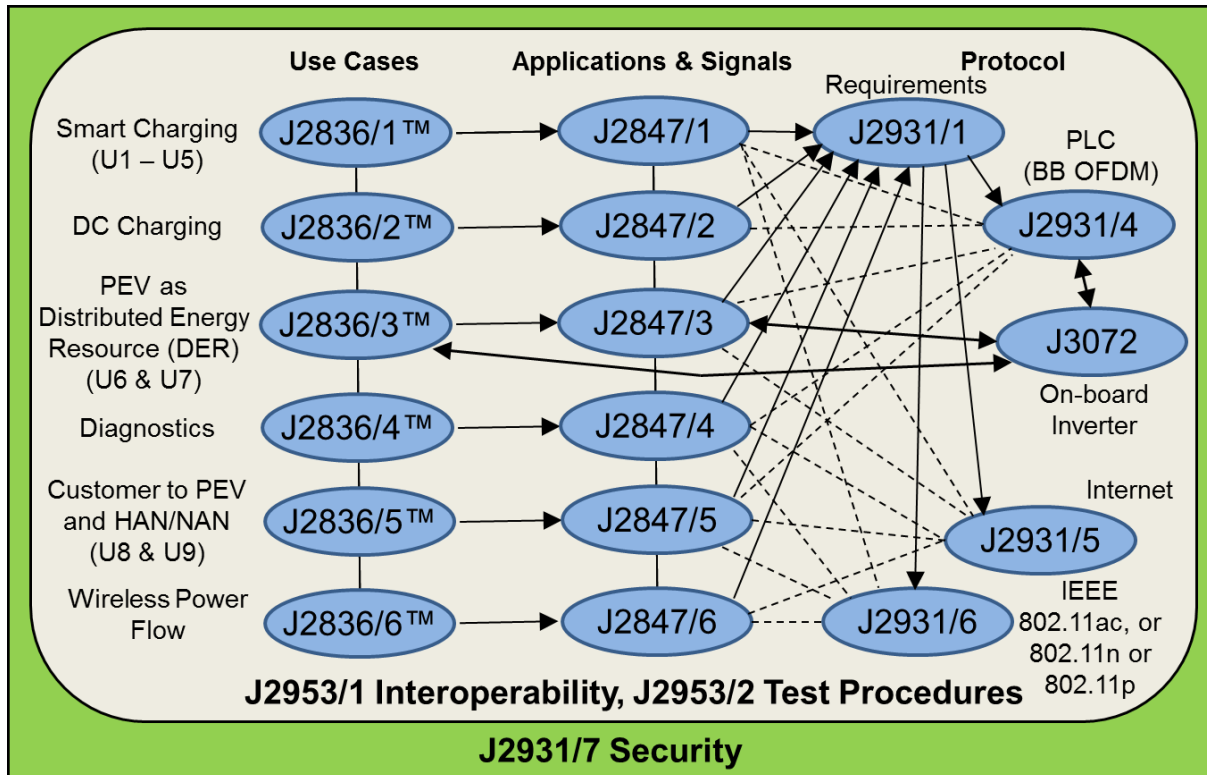 Use Cases
Applications & Signals
Protocol
Requirements
Smart Charging
(U1 – U5)
J2836/1™
J2847/1
J2931/1
PLC
(BB OFDM)
DC Charging
J2836/2™
J2847/2
J2931/4
PEV as
Distributed Energy
Resource (DER)
(U6 & U7)
J2836/3™
J2847/3
J3072
On-board
Inverter
Diagnostics
J2836/4™
J2847/4
Customer to PEV
and HAN/NAN
(U8 & U9)
J2836/5™
J2847/5
Internet
J2931/5
Wireless Power
Flow
J2836/6™
J2847/6
J2931/6
IEEE
802.11ac, or
802.11n or
802.11p
J2953/1 Interoperability, J2953/2 Test Procedures
J2931/7 Security